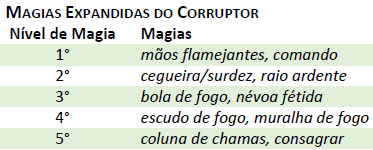 MAGIAS EXPANDIDAS DO CORRUPTOR
Nível de Magia Magias
1° mãos flamejantes, comando
2° cegueira/surdez, raio ardente
3° bola de fogo, névoa fétida
4° escudo de fogo, muralha de fogo
5° coluna de chamas, consagrar